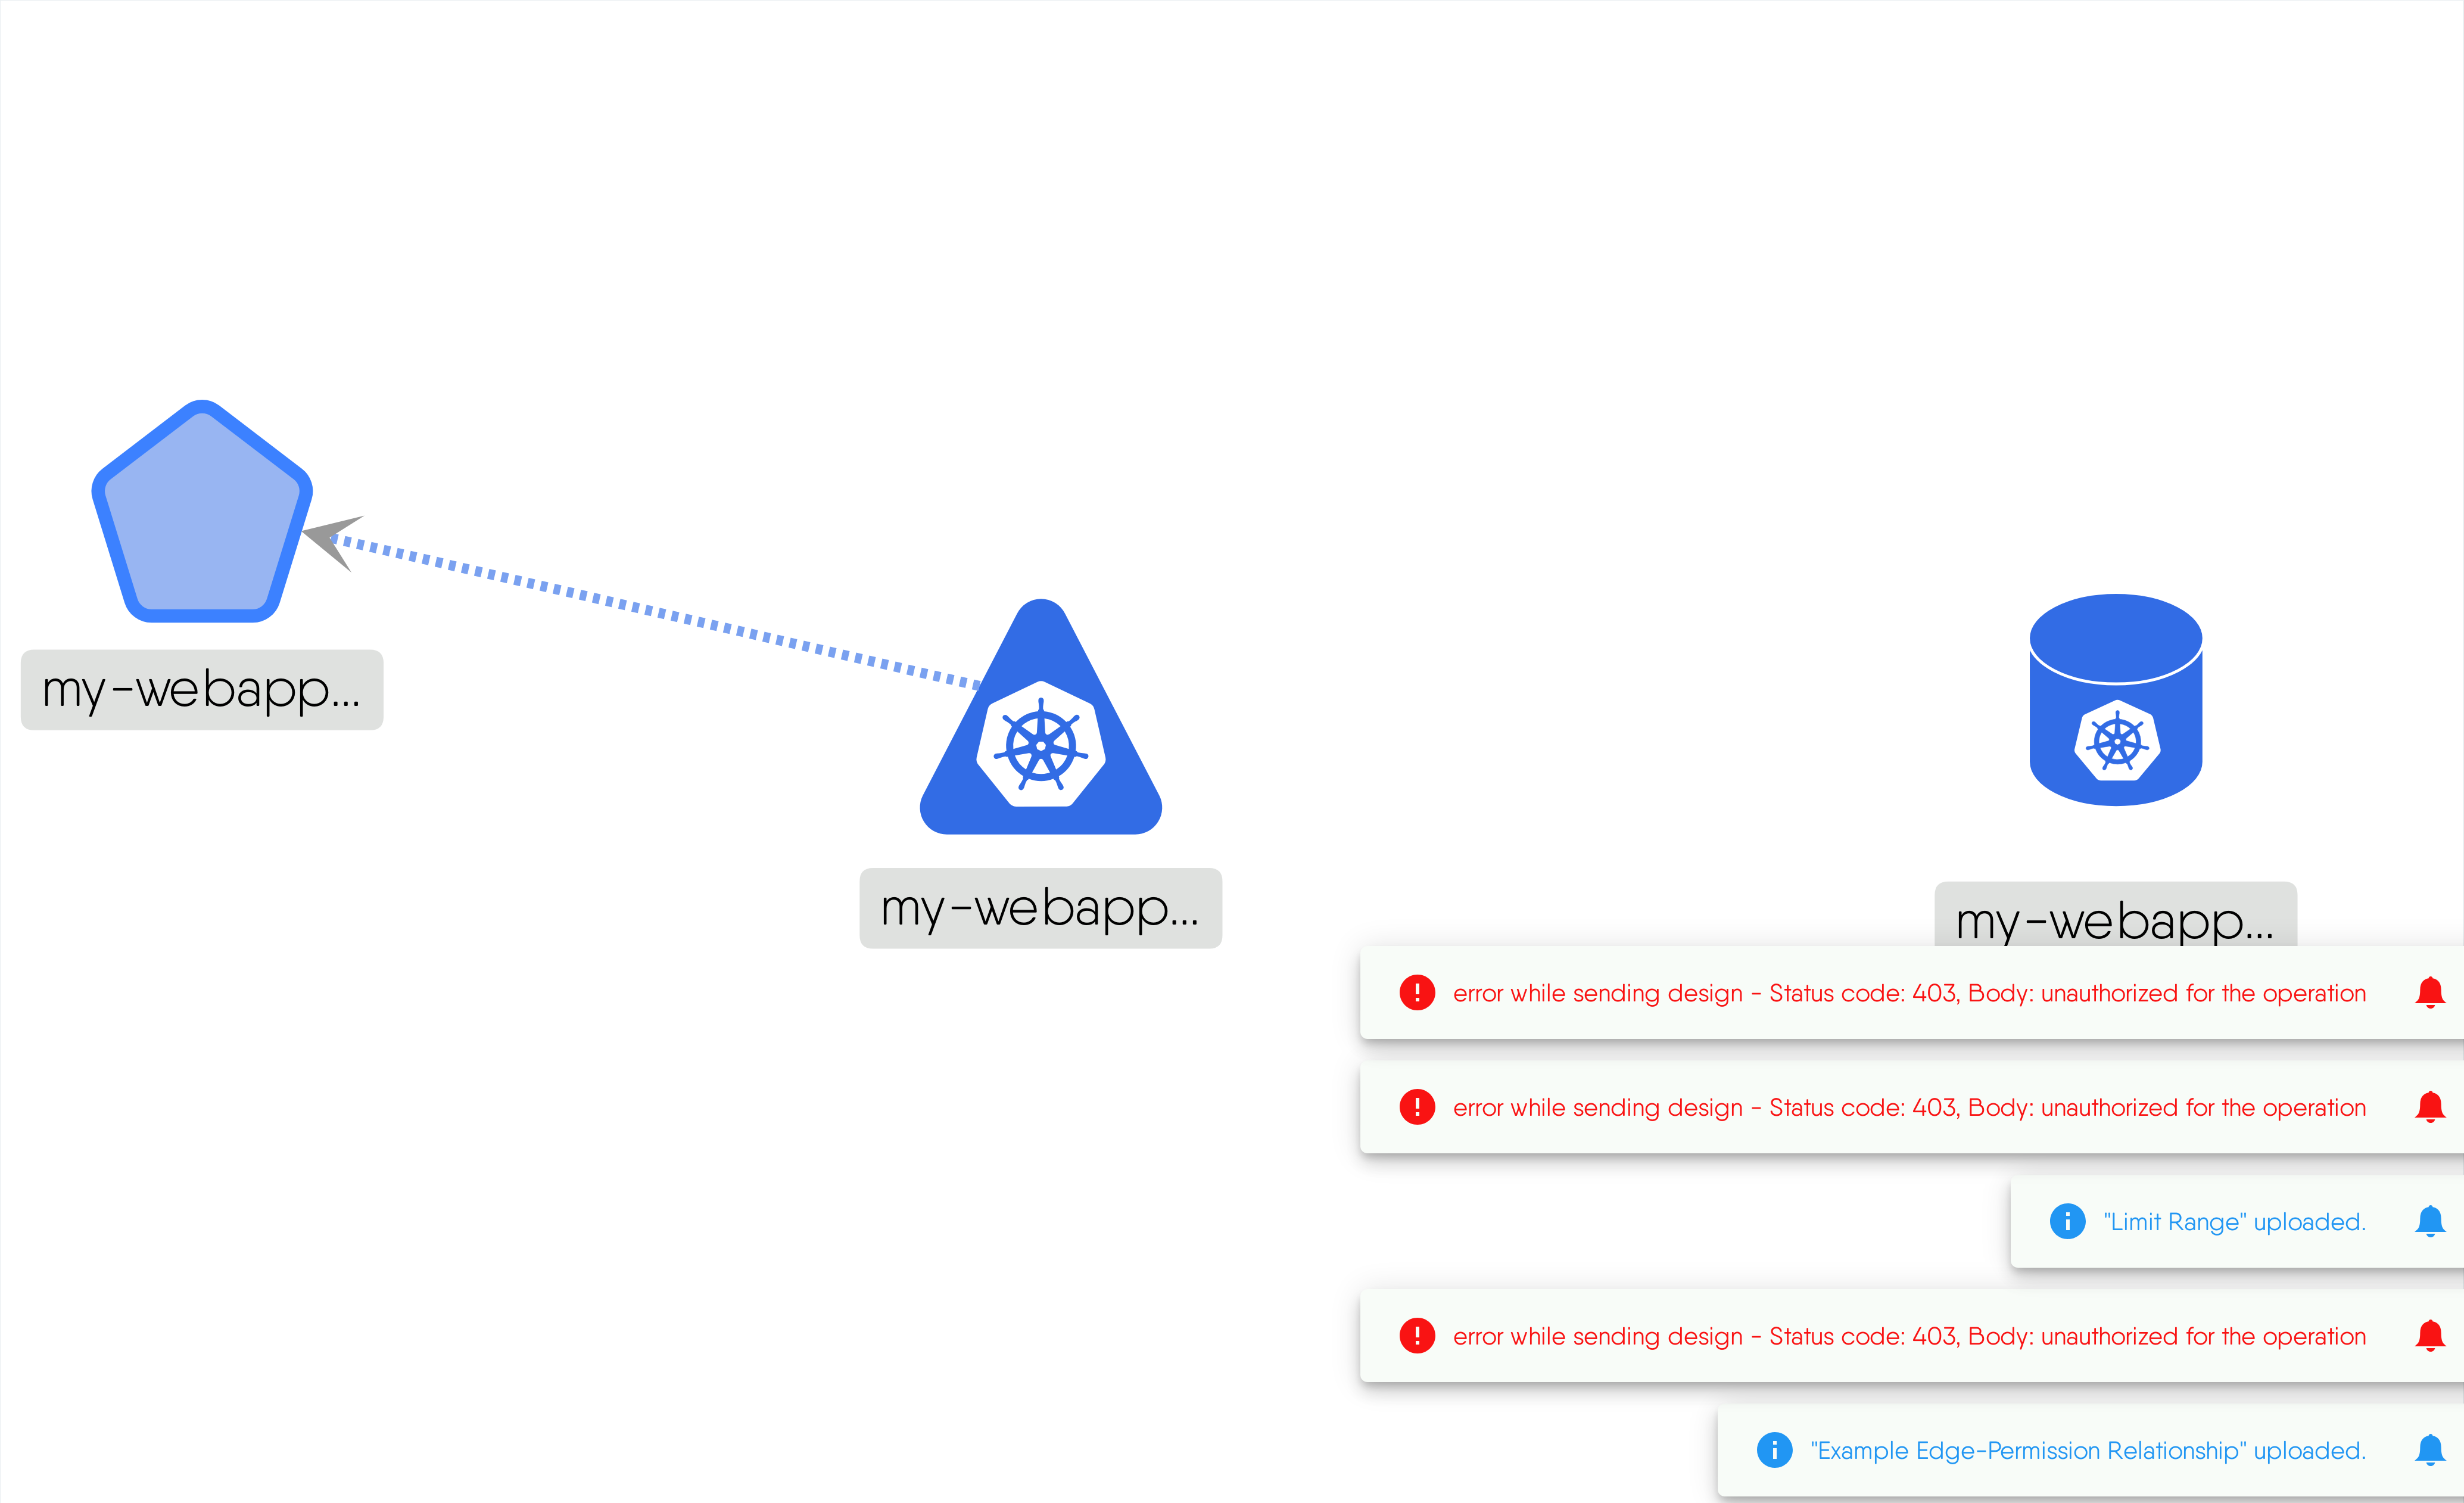 my-webapp...
my-webapp...
my-webapp...
error while sending design - Status code: 403, Body: unauthorized for the operation
error while sending design - Status code: 403, Body: unauthorized for the operation
"Limit Range" uploaded.
error while sending design - Status code: 403, Body: unauthorized for the operation
"Example Edge-Permission Relationship" uploaded.